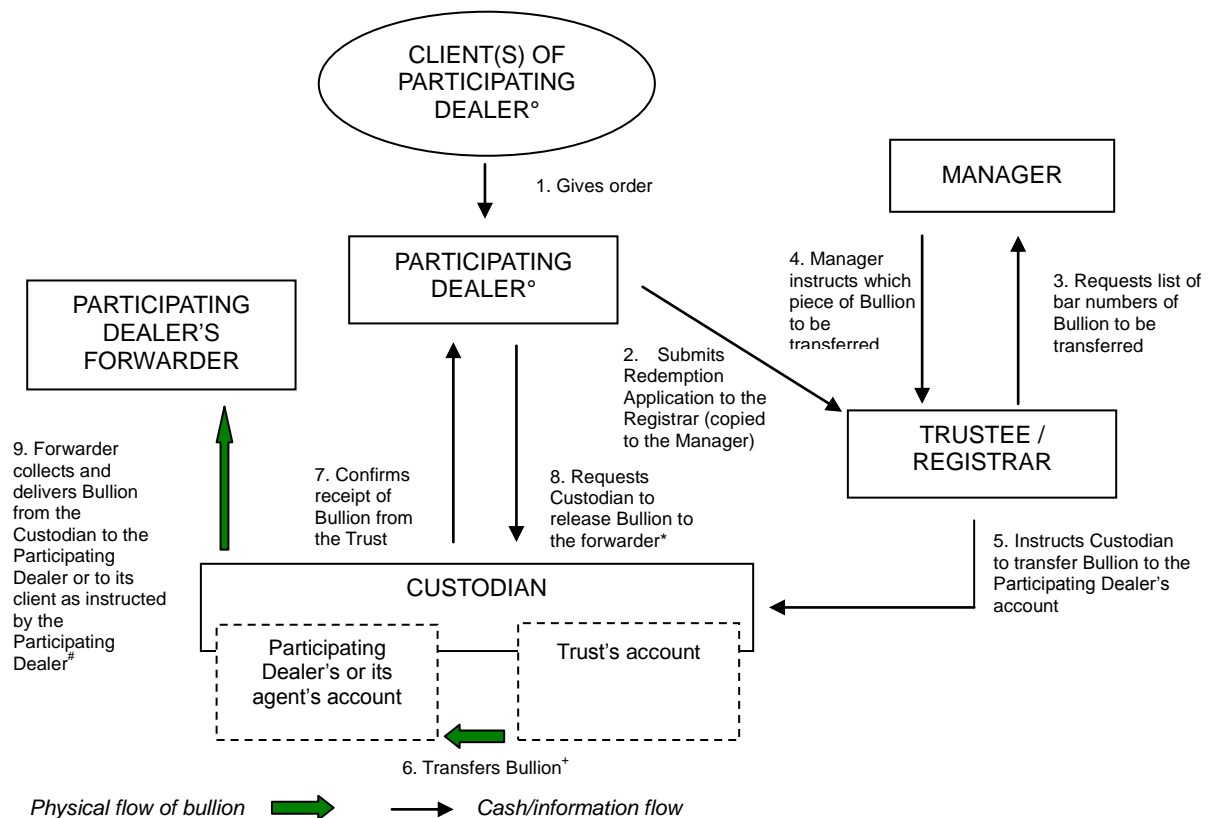 CLIENT(S) OF
PARTICIPATING
DEALER°
1. Gives order
MANAGER
PARTICIPATING
DEALER°
4. Manager
instructs which
piece of Bullion
to be
transferred
3. Requests list of
bar numbers of
Bullion to be
transferred
PARTICIPATING
DEALER'S
FORWARDER
2. Submits
Redemption
Application to the
Registrar (copied
to the Manager)
TRUSTEE /
REGISTRAR
9. Forwarder
collects and
delivers Bullion
from the
Custodian to the
Participating
Dealer or to its
client as instructed
by the
Participating
Dealer#
7. Confirms
receipt of
Bullion from
the Trust
8. Requests
Custodian to
release Bullion to
the forwarder*
5. Instructs Custodian
to transfer Bullion to the
Participating Dealer's
account
CUSTODIAN
Participating
Dealer's or its
agent's account
Trust's account
6. Transfers Bullion+
Physical flow of bullion
Cash/information flow